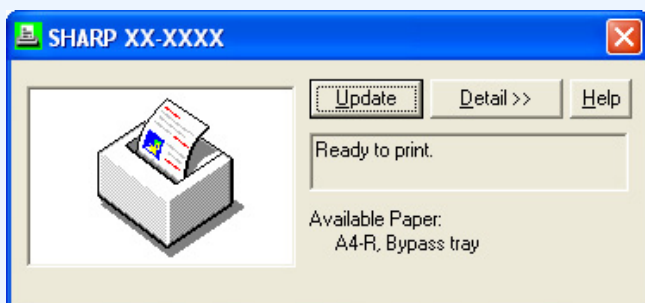 SHARP XX-XXXX
Update
Detail >>
Help
Ready to print.
Available Paper:
A4-R, Bypass tray